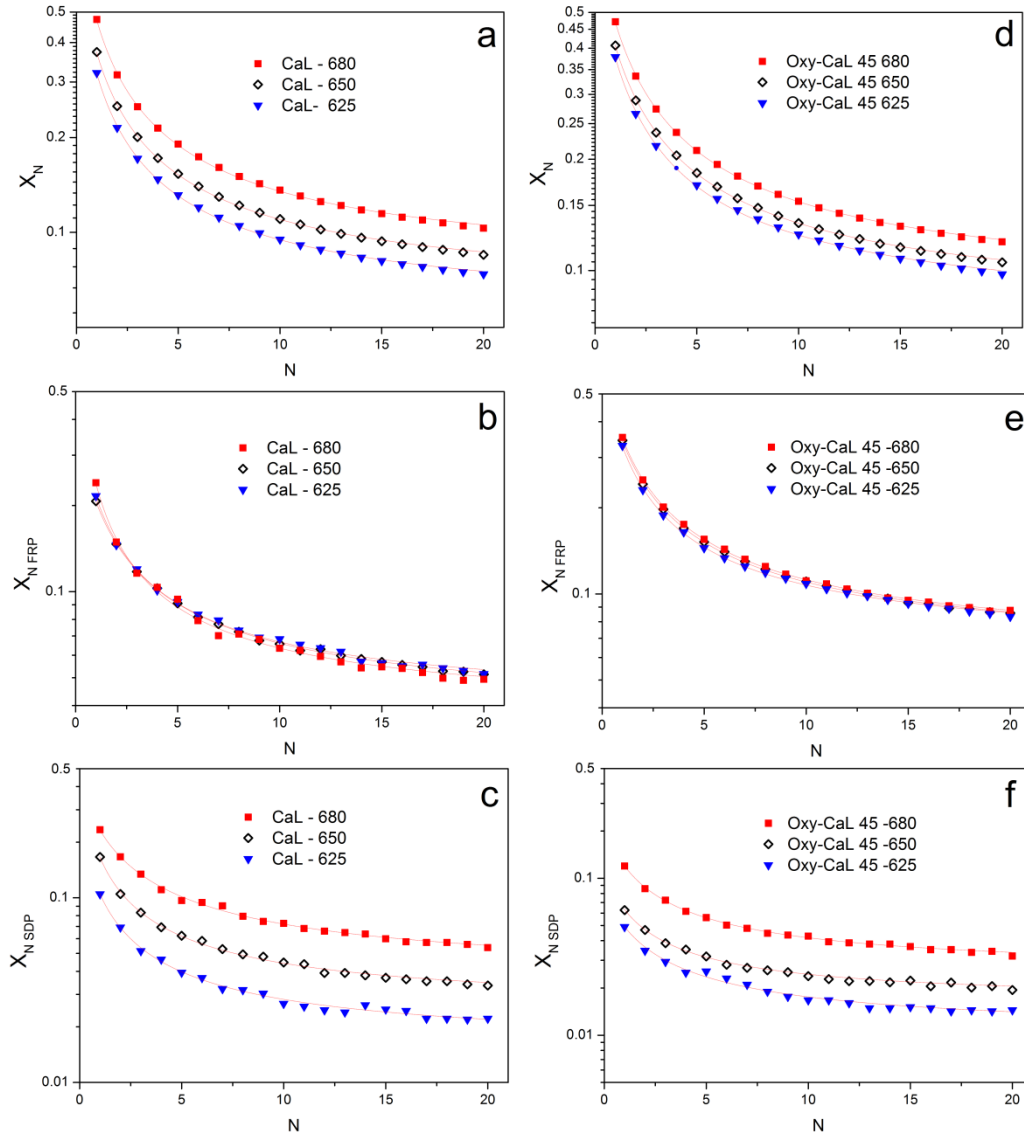 a
CaL - 680
CaL - 650
CaL- 625
0.5
0.4
0.3
0.2
0.1
X_N
0 5 10 15 20
N
d
Oxy-CaL 45 680
Oxy-CaL 45 650
Oxy-CaL 45 625
0.5
0.45
0.4
0.35
0.3
0.25
0.2
0.15
0.1
X_N
0 5 10 15 20
N
b
CaL - 680
CaL - 650
CaL - 625
0.5
0.1
X_N FRP
0 5 10 15 20
N
e
Oxy-CaL 45 -680
Oxy-CaL 45 -650
Oxy-CaL 45 -625
0.5
0.1
X_N FRP
0 5 10 15 20
N
c
CaL - 680
CaL - 650
CaL - 625
0.5
0.1
0.01
X_N SDP
0 5 10 15 20
N
f
Oxy-CaL 45 -680
Oxy-CaL 45 -650
Oxy-CaL 45 -625
0.5
0.1
0.01
X_N SDP
0 5 10 15 20
N